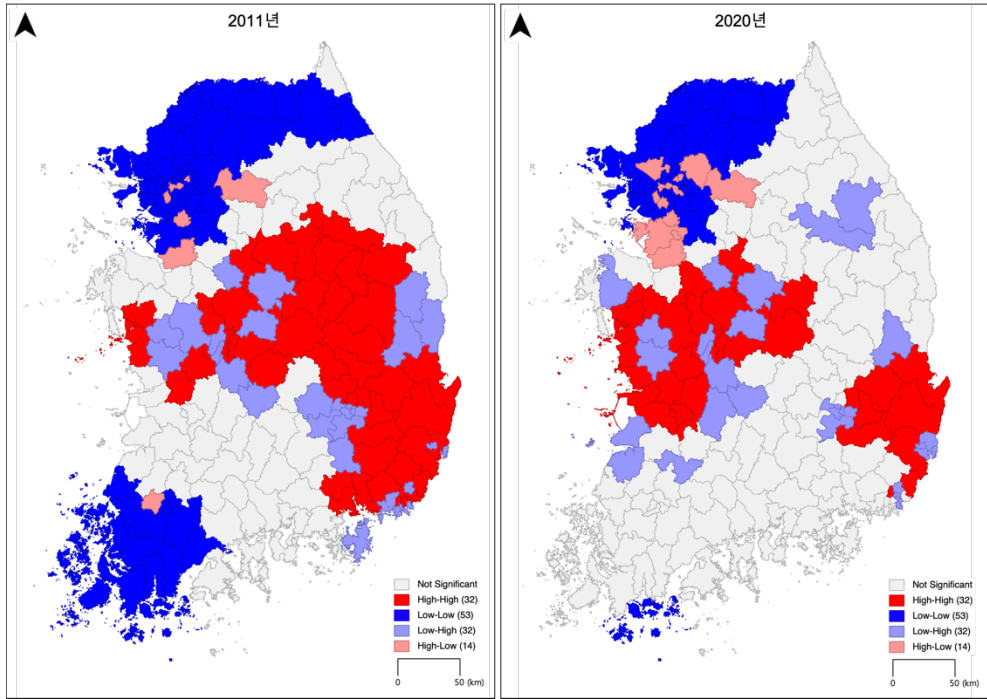 2011년
Not Significant
High-High (32)
Low-Low (53)
Low-High (32)
High-Low (14)
0 50 (km)
2020년
Not Significant
High-High (32)
Low-Low (53)
Low-High (32)
High-Low (14)
0 50 (km)